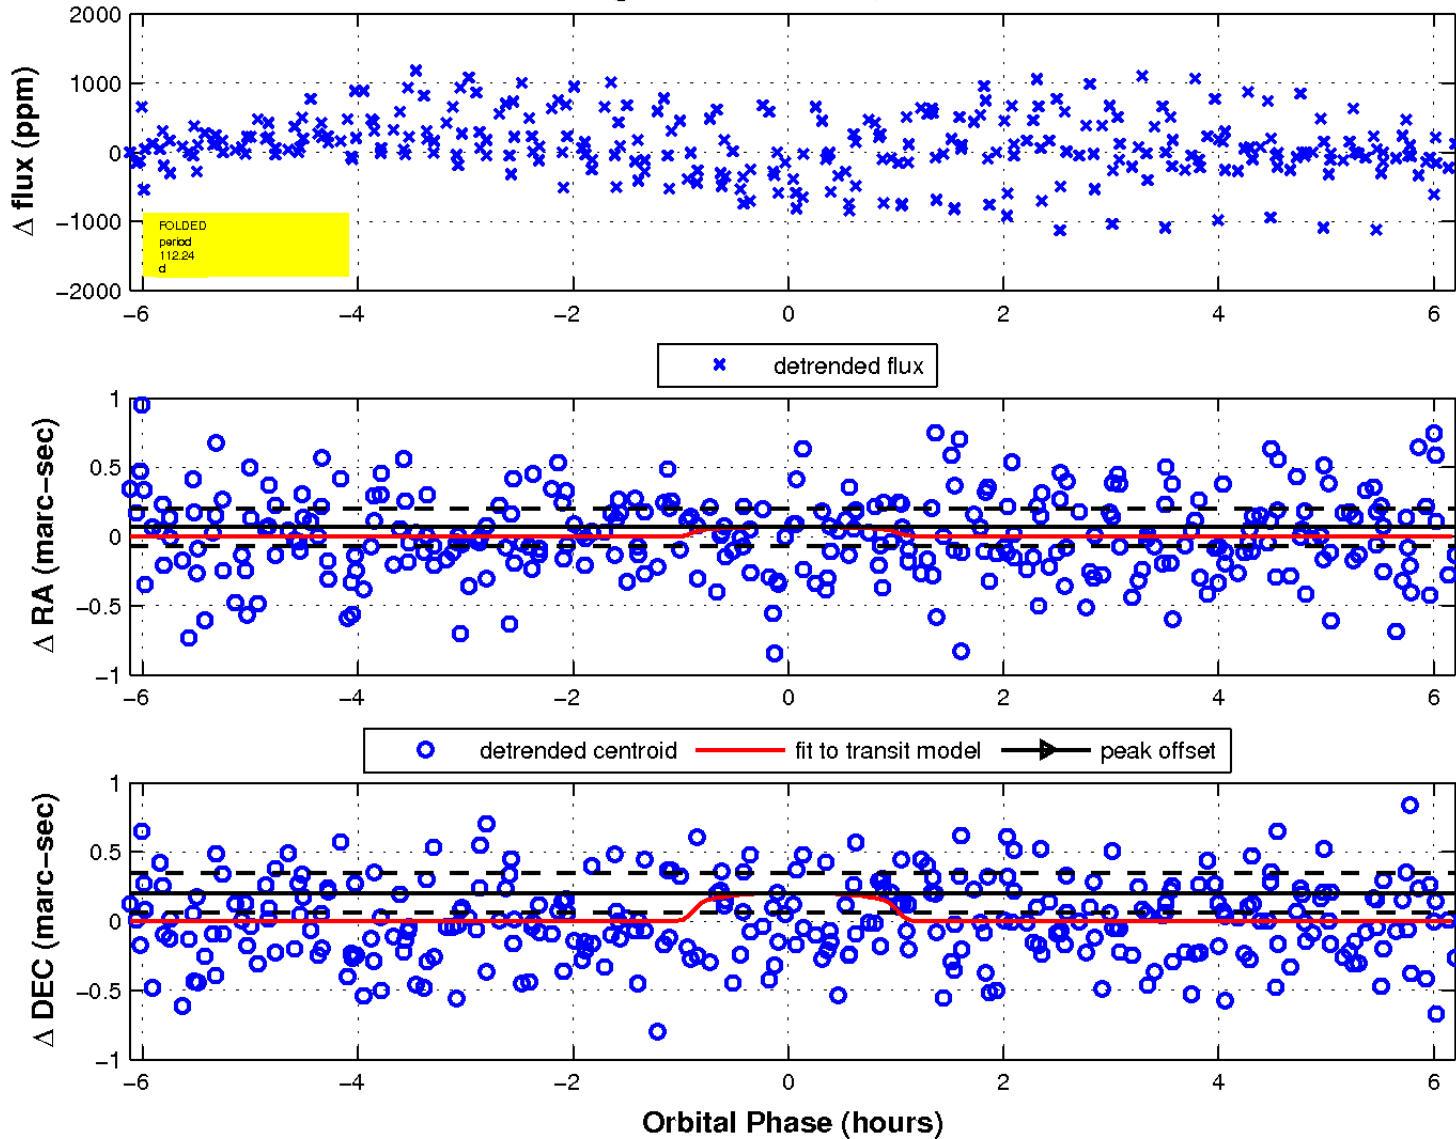 2000
1000
0
−1000
−2000
Δ flux (ppm)
FOLDED
period
112.24
d
−6 −4 −2 0 2 4 6
detrended flux
1
0.5
0
−0.5
−1
Δ RA (marc−sec)
−6 −4 −2 0 2 4 6
detrended centroid fit to transit model peak offset
1
0.5
0
−0.5
−1
Δ DEC (marc−sec)
−6 −4 −2 0 2 4 6
Orbital Phase (hours)